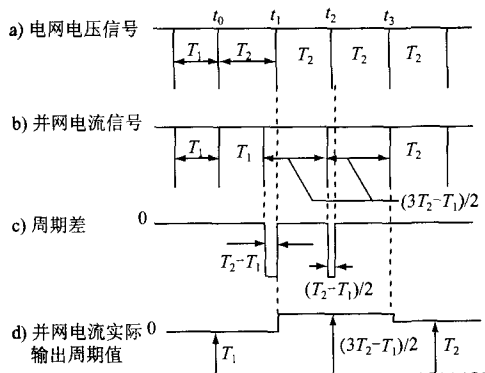 t₀ t₁ t₂ t₃
a) 电网电压信号
T₁ T₂ T₂ T₂ T₂
b) 并网电流信号
T₁ T₁ T₂
(3T₂-T₁)/2
c) 周期差
0
T₂-T₁
(T₂-T₁)/2
d) 并网电流实际
输出周期值
0
T₁ (3T₂-T₁)/2 T₂